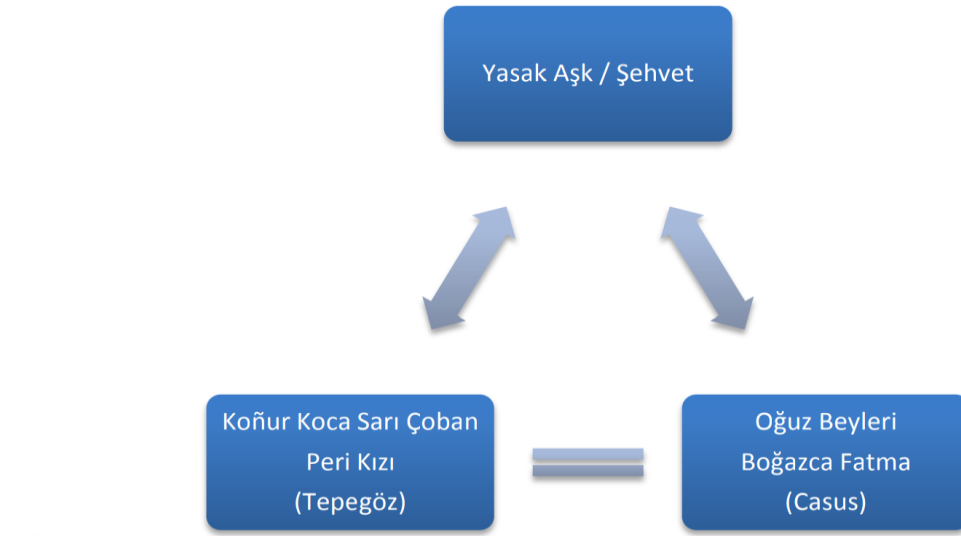 Yasak Aşk / Şehvet
Koñur Koca Sarı Çoban
Peri Kızı
(Tepegöz)
Oğuz Beyleri
Boğazca Fatma
(Casus)